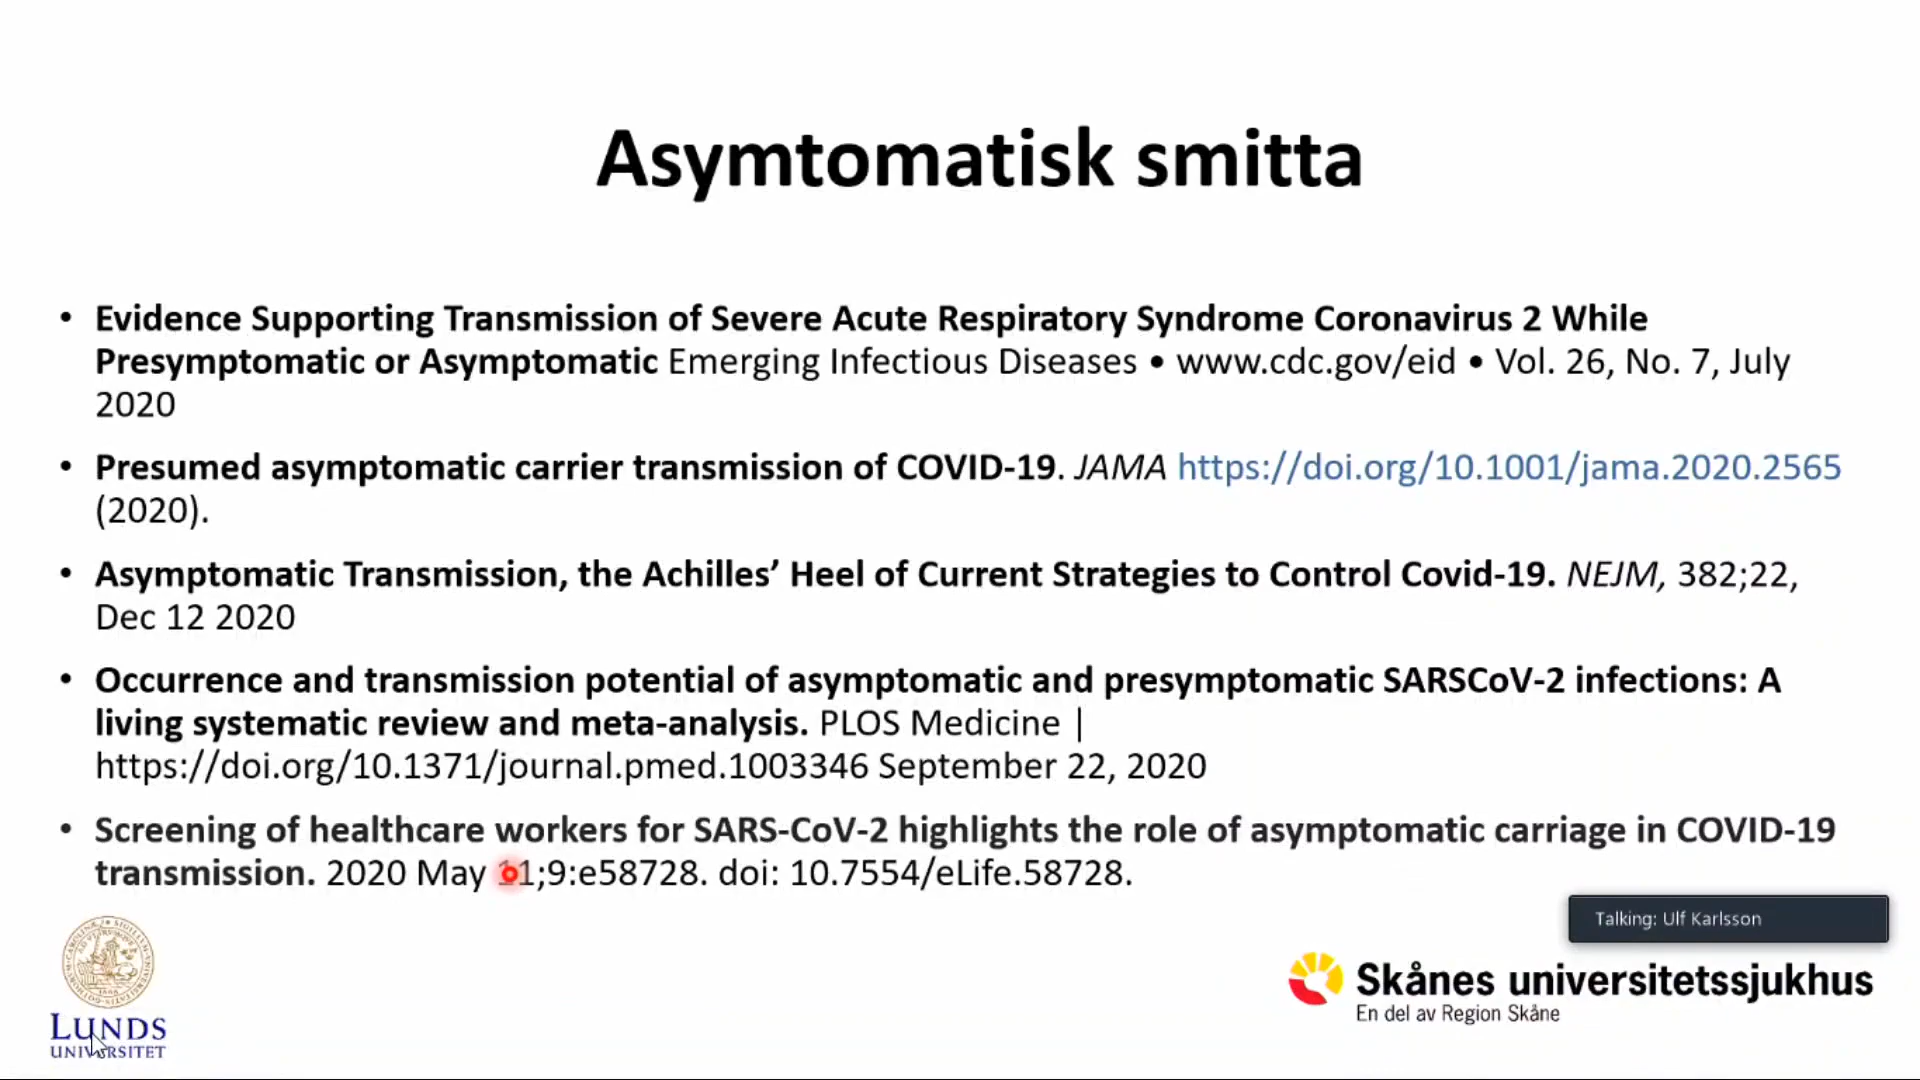 Asymtomatisk smitta
• Evidence Supporting Transmission of Severe Acute Respiratory Syndrome Coronavirus 2 While
Presymptomatic or Asymptomatic Emerging Infectious Diseases • www.cdc.gov/eid • Vol. 26, No. 7, July
2020
• Presumed asymptomatic carrier transmission of COVID-19. JAMA https://doi.org/10.1001/jama.2020.2565
(2020).
• Asymptomatic Transmission, the Achilles’ Heel of Current Strategies to Control Covid-19. NEJM, 382;22,
Dec 12 2020
• Occurrence and transmission potential of asymptomatic and presymptomatic SARSCoV-2 infections: A
living systematic review and meta-analysis. PLOS Medicine |
https://doi.org/10.1371/journal.pmed.1003346 September 22, 2020
• Screening of healthcare workers for SARS-CoV-2 highlights the role of asymptomatic carriage in COVID-19
transmission. 2020 May 11;9:e58728. doi: 10.7554/eLife.58728.
Talking: Ulf Karlsson
LUNDS
UNIVERSITET
Skånes universitetssjukhus
En del av Region Skåne